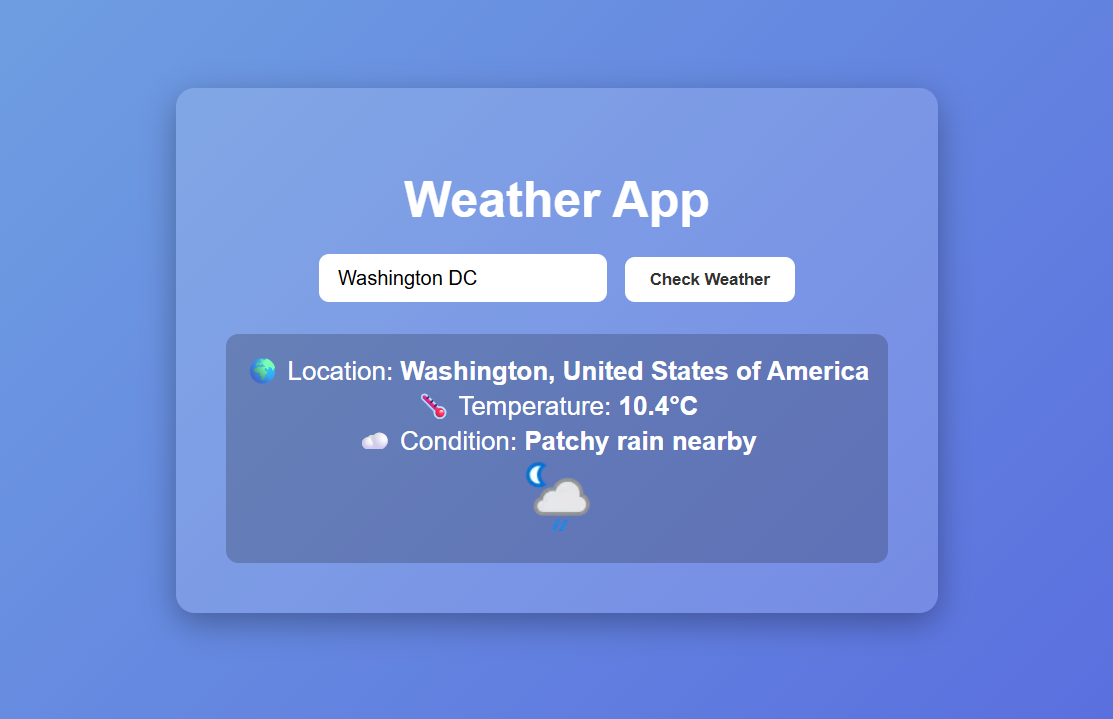 Weather App
Washington DC Check Weather
🌍 Location: Washington, United States of America
🌡️ Temperature: 10.4°C
☁️ Condition: Patchy rain nearby